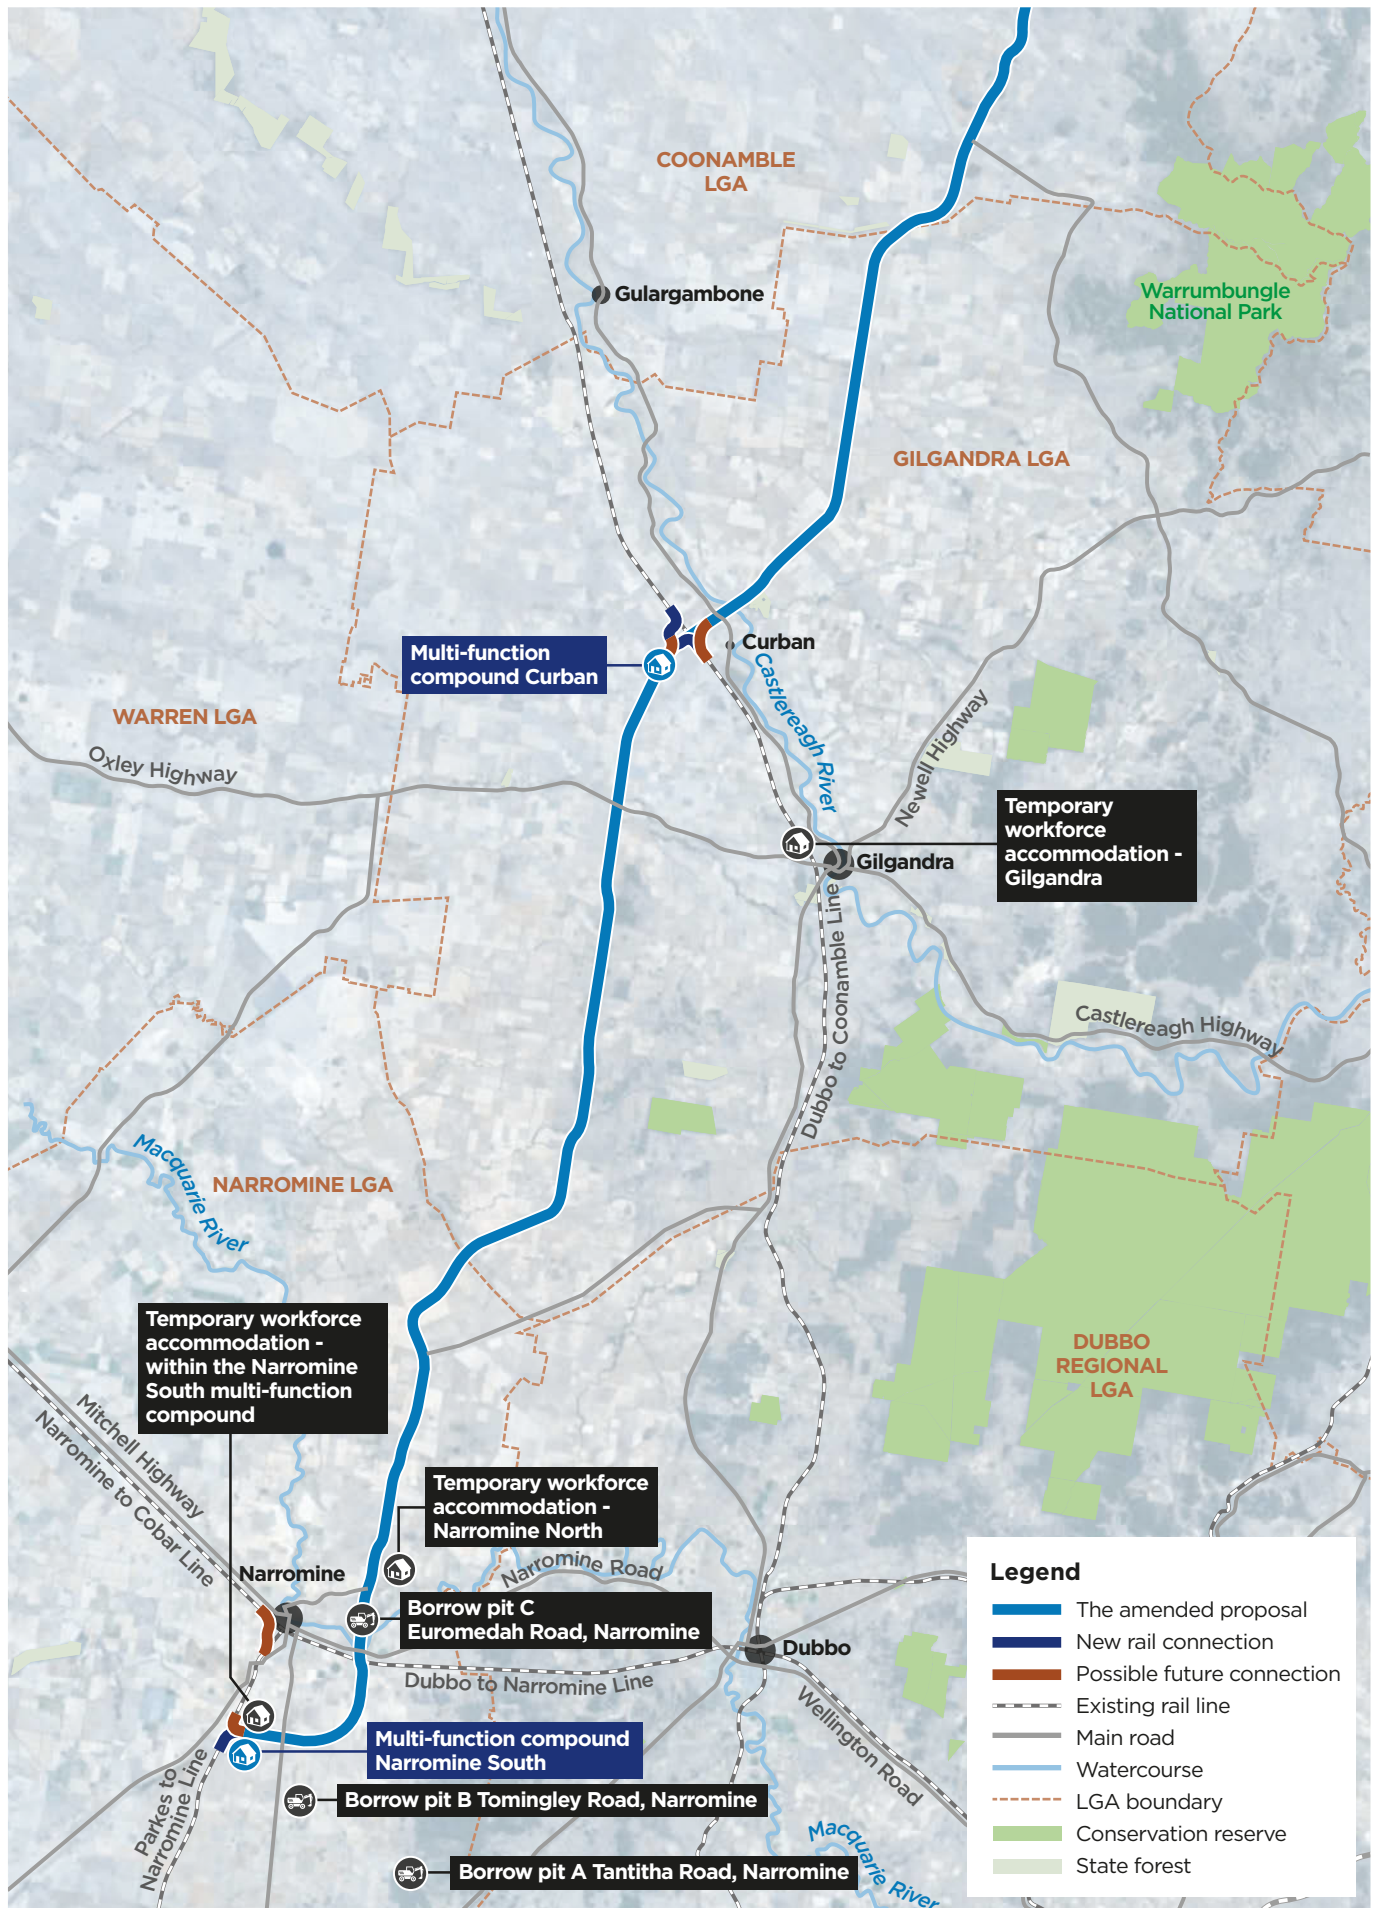 COONAMBLE
LGA
Gulargambone
Warrumbungle
National Park
GILGANDRA LGA
Multi-function
compound Curban
Curban
Castlereagh River
WARREN LGA
Oxley Highway
Newell Highway
Temporary
workforce
accommodation -
Gilgandra
Gilgandra
Dubbo to Coonamble Line
Castlereagh Highway
Macquarie River
NARROMINE LGA
Temporary workforce
accommodation -
within the Narromine
South multi-function
compound
DUBBO
REGIONAL
LGA
Mitchell Highway
Narromine to Cobar Line
Temporary workforce
accommodation -
Narromine North
Narromine
Narromine Road
Borrow pit C
Euromedah Road, Narromine
Dubbo
Dubbo to Narromine Line
Wellington Road
Multi-function compound
Narromine South
Parkes to
Narromine Line
Borrow pit B Tomingley Road, Narromine
Macquarie River
Borrow pit A Tantitha Road, Narromine
Legend
The amended proposal
New rail connection
Possible future connection
Existing rail line
Main road
Watercourse
LGA boundary
Conservation reserve
State forest